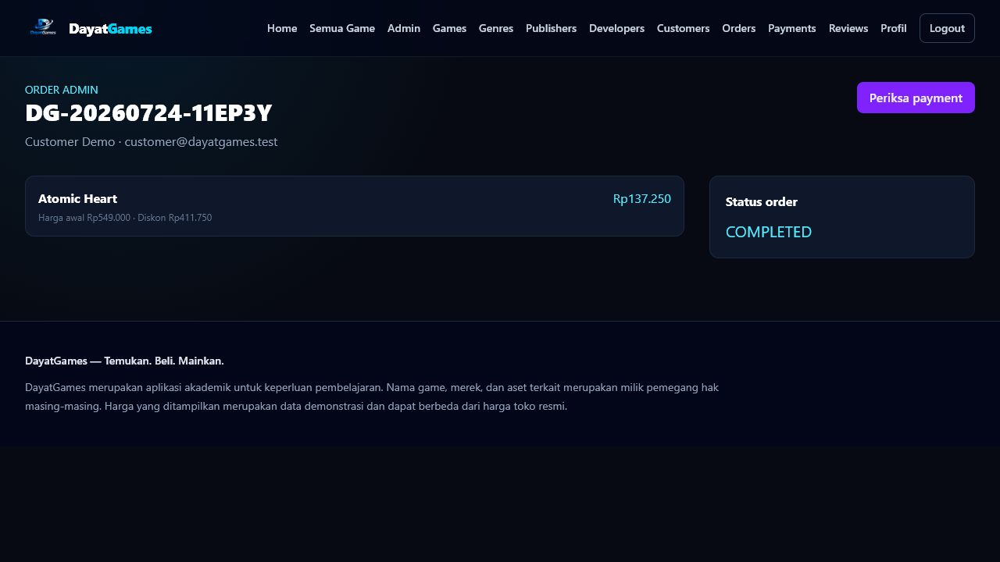 DayatGames
DayatGames
Home Semua Game Admin Games Genres Publishers Developers Customers Orders Payments Reviews Profil Logout
ORDER ADMIN
DG-20260724-11EP3Y
Periksa payment
Customer Demo · customer@dayatgames.test
Atomic Heart
Rp137.250
Harga awal Rp549.000 · Diskon Rp411.750
Status order
COMPLETED
DayatGames — Temukan. Beli. Mainkan.
DayatGames merupakan aplikasi akademik untuk keperluan pembelajaran. Nama game, merek, dan aset terkait merupakan milik pemegang hak
masing-masing. Harga yang ditampilkan merupakan data demonstrasi dan dapat berbeda dari harga toko resmi.